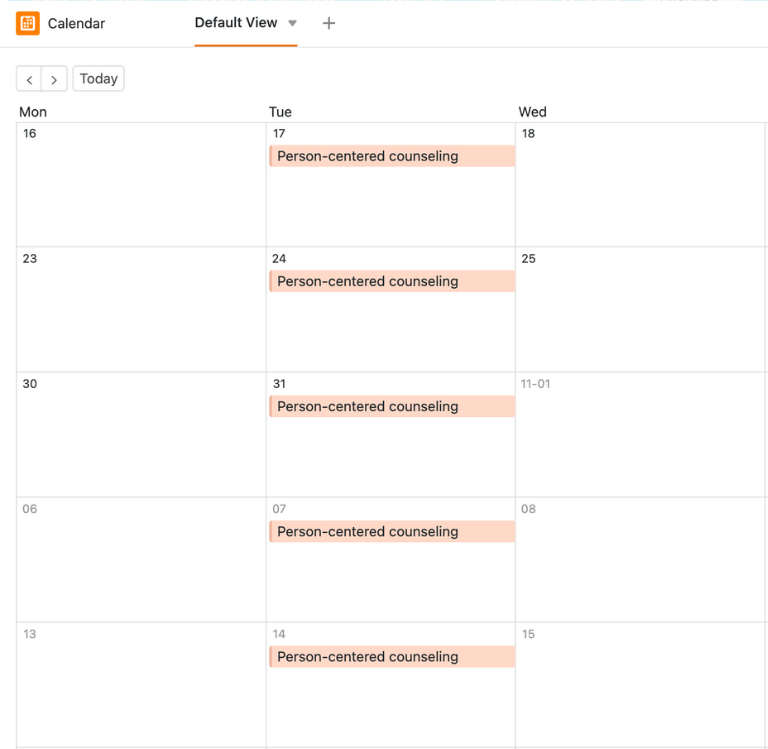 Calendar
Default View
Today
Mon Tue Wed
16 17 18
Person-centered counseling
23 24 25
Person-centered counseling
30 31 11-01
Person-centered counseling
06 07 08
Person-centered counseling
13 14 15
Person-centered counseling